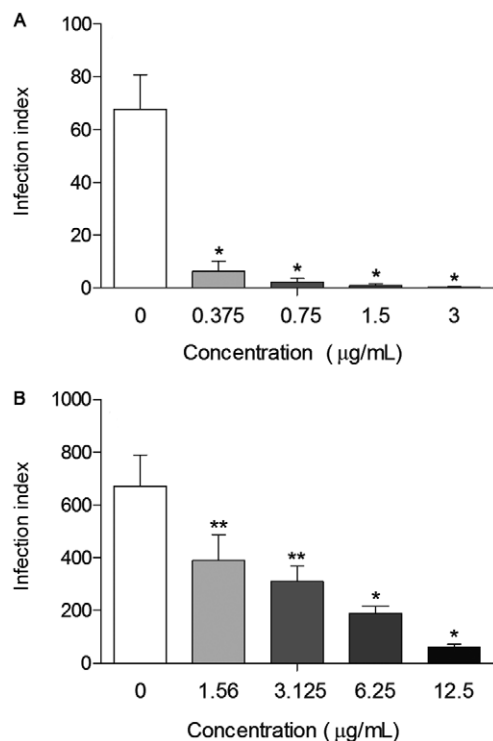 A
Infection index
100
80
60
40
20
0
* * * *
0 0.375 0.75 1.5 3
Concentration ( µg/mL)
B
Infection index
1000
800
600
400
200
0
** ** * *
0 1.56 3.125 6.25 12.5
Concentration ( µg/mL)